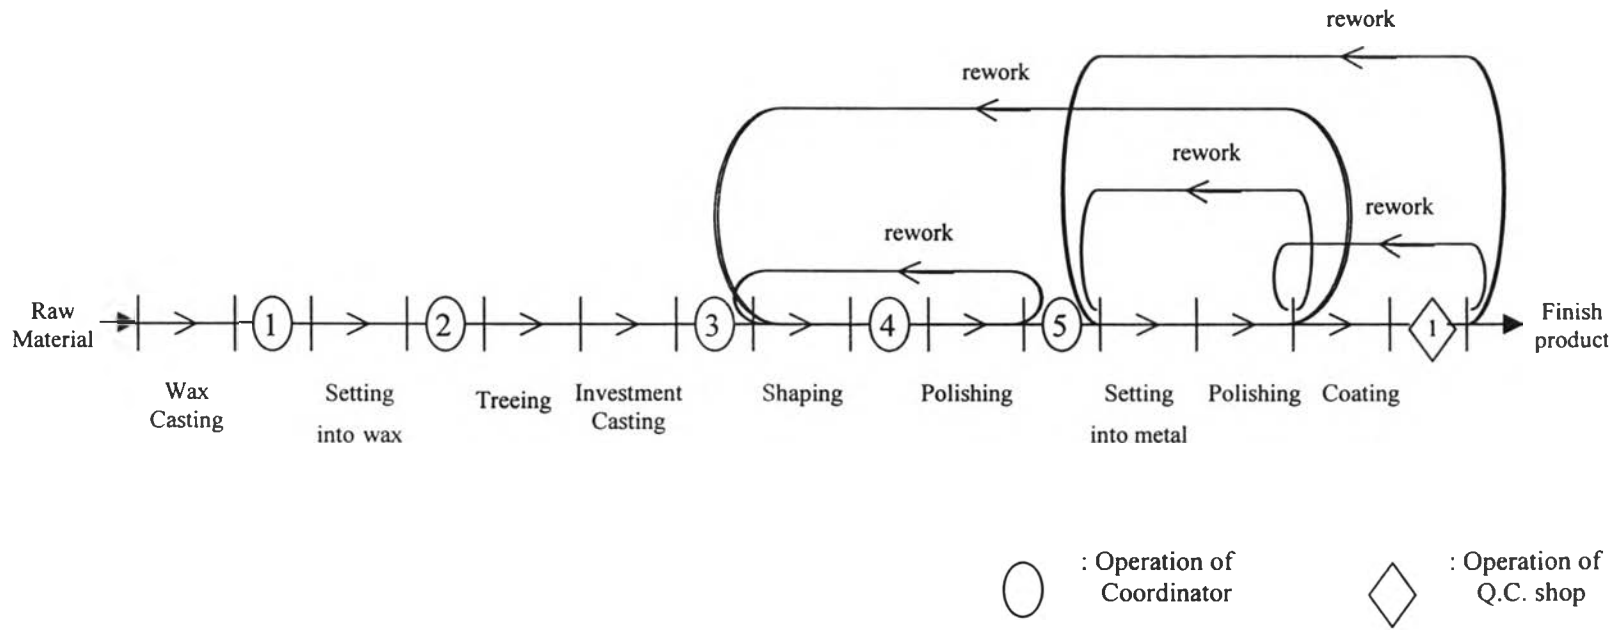 rework
rework
rework
rework
rework
Raw
Material
1
2
3
4
5
1
Finish
product
Wax
Casting
Setting
into wax
Treeing
Investment
Casting
Shaping
Polishing
Setting
into metal
Polishing
Coating
: Operation of
Coordinator
: Operation of
Q.C. shop